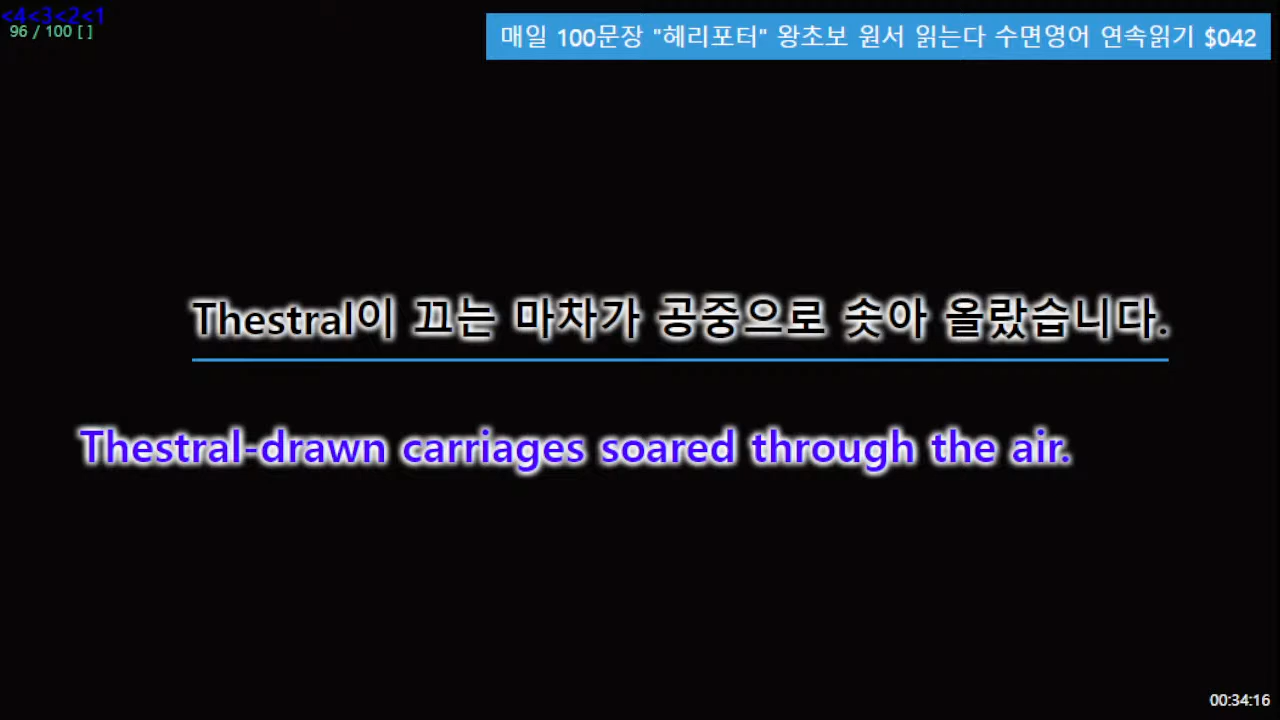 <4<3<2<1
96 / 100 [ ]
매일 100문장 "헤리포터" 왕초보 원서 읽는다 수면영어 연속읽기 $042
Thestral이 끄는 마차가 공중으로 솟아 올랐습니다.
Thestral-drawn carriages soared through the air.
00:34:16